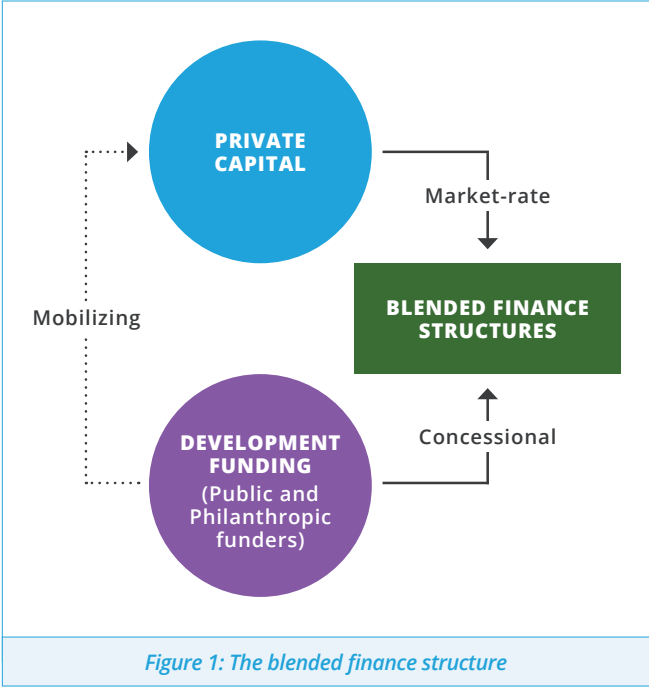 PRIVATE
CAPITAL
Market-rate
BLENDED FINANCE
STRUCTURES
Mobilizing
Concessional
DEVELOPMENT
FUNDING
(Public and
Philanthropic
funders)
Figure 1: The blended finance structure